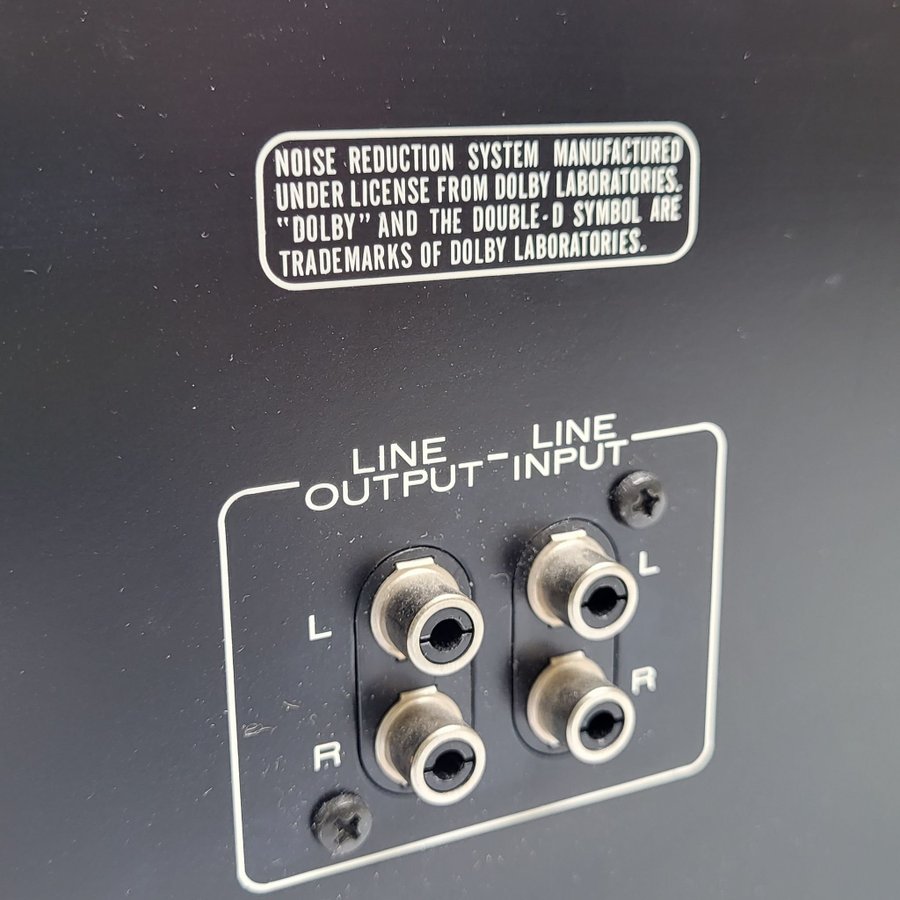 NOISE REDUCTION SYSTEM MANUFACTURED
UNDER LICENSE FROM DOLBY LABORATORIES.
"DOLBY" AND THE DOUBLE-D SYMBOL ARE
TRADEMARKS OF DOLBY LABORATORIES.
LINE OUTPUT - LINE INPUT
L L
R R